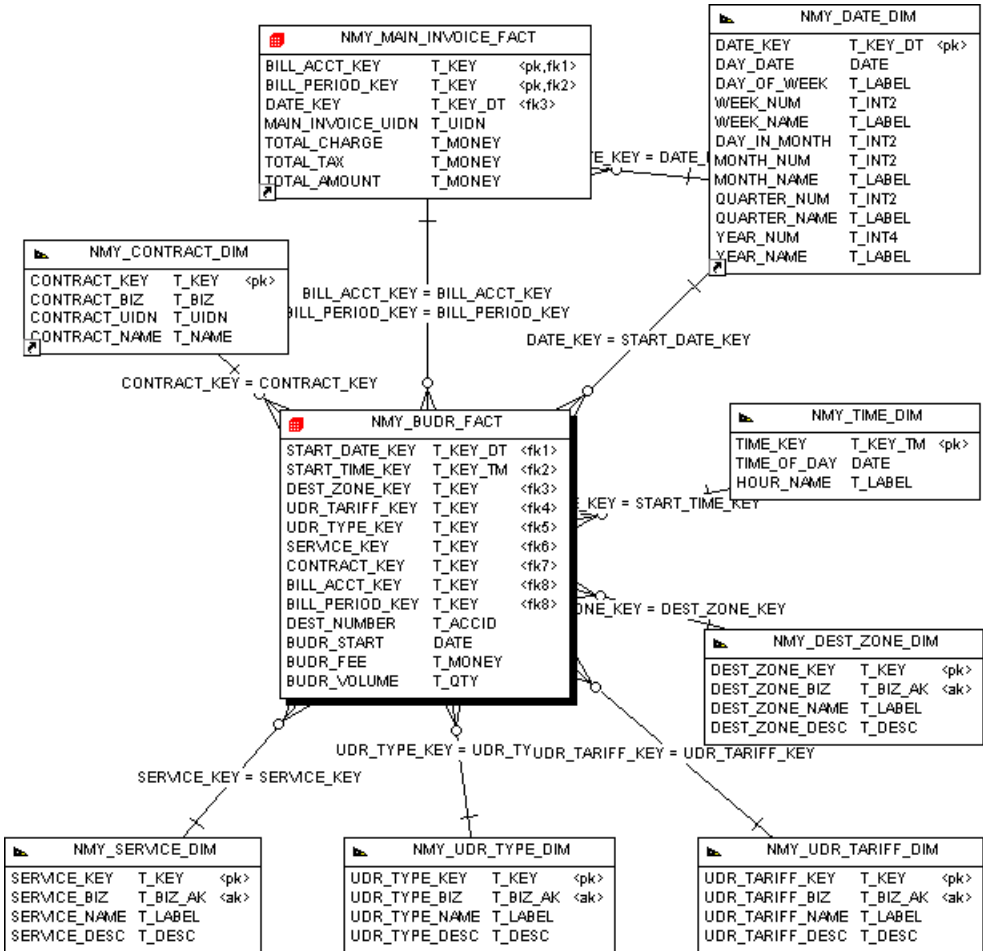 NMY_MAIN_INVOICE_FACT
BILL_ACCT_KEY T_KEY <pk,fk1>
BILL_PERIOD_KEY T_KEY <pk,fk2>
DATE_KEY T_KEY_DT <fk3>
MAIN_INVOICE_UIDN T_UIDN
TOTAL_CHARGE T_MONEY
TOTAL_TAX T_MONEY
TOTAL_AMOUNT T_MONEY
NMY_DATE_DIM
DATE_KEY T_KEY_DT <pk>
DAY_DATE DATE
DAY_OF_WEEK T_LABEL
WEEK_NUM T_INT2
WEEK_NAME T_LABEL
DAY_IN_MONTH T_INT2
MONTH_NUM T_INT2
MONTH_NAME T_LABEL
QUARTER_NUM T_INT2
QUARTER_NAME T_LABEL
YEAR_NUM T_INT4
YEAR_NAME T_LABEL
TE_KEY = DATE_
NMY_CONTRACT_DIM
CONTRACT_KEY T_KEY <pk>
CONTRACT_BIZ T_BIZ
CONTRACT_UIDN T_UIDN
CONTRACT_NAME T_NAME
BILL_ACCT_KEY = BILL_ACCT_KEY
BILL_PERIOD_KEY = BILL_PERIOD_KEY
DATE_KEY = START_DATE_KEY
CONTRACT_KEY = CONTRACT_KEY
NMY_BUDR_FACT
START_DATE_KEY T_KEY_DT <fk1>
START_TIME_KEY T_KEY_TM <fk2>
DEST_ZONE_KEY T_KEY <fk3>
UDR_TARIFF_KEY T_KEY <fk4>
UDR_TYPE_KEY T_KEY <fk5>
SERVICE_KEY T_KEY <fk6>
CONTRACT_KEY T_KEY <fk7>
BILL_ACCT_KEY T_KEY <fk8>
BILL_PERIOD_KEY T_KEY <fk8>
DEST_NUMBER T_ACCID
BUDR_START DATE
BUDR_FEE T_MONEY
BUDR_VOLUME T_QTY
NMY_TIME_DIM
TIME_KEY T_KEY_TM <pk>
TIME_OF_DAY DATE
HOUR_NAME T_LABEL
E_KEY = START_TIME_KEY
ONE_KEY = DEST_ZONE_KEY
NMY_DEST_ZONE_DIM
DEST_ZONE_KEY T_KEY <pk>
DEST_ZONE_BIZ T_BIZ_AK <ak>
DEST_ZONE_NAME T_LABEL
DEST_ZONE_DESC T_DESC
SERVICE_KEY = SERVICE_KEY
UDR_TYPE_KEY = UDR_TY
UDR_TARIFF_KEY = UDR_TARIFF_KEY
NMY_SERVICE_DIM
SERVICE_KEY T_KEY <pk>
SERVICE_BIZ T_BIZ_AK <ak>
SERVICE_NAME T_LABEL
SERVICE_DESC T_DESC
NMY_UDR_TYPE_DIM
UDR_TYPE_KEY T_KEY <pk>
UDR_TYPE_BIZ T_BIZ_AK <ak>
UDR_TYPE_NAME T_LABEL
UDR_TYPE_DESC T_DESC
NMY_UDR_TARIFF_DIM
UDR_TARIFF_KEY T_KEY <pk>
UDR_TARIFF_BIZ T_BIZ_AK <ak>
UDR_TARIFF_NAME T_LABEL
UDR_TARIFF_DESC T_DESC